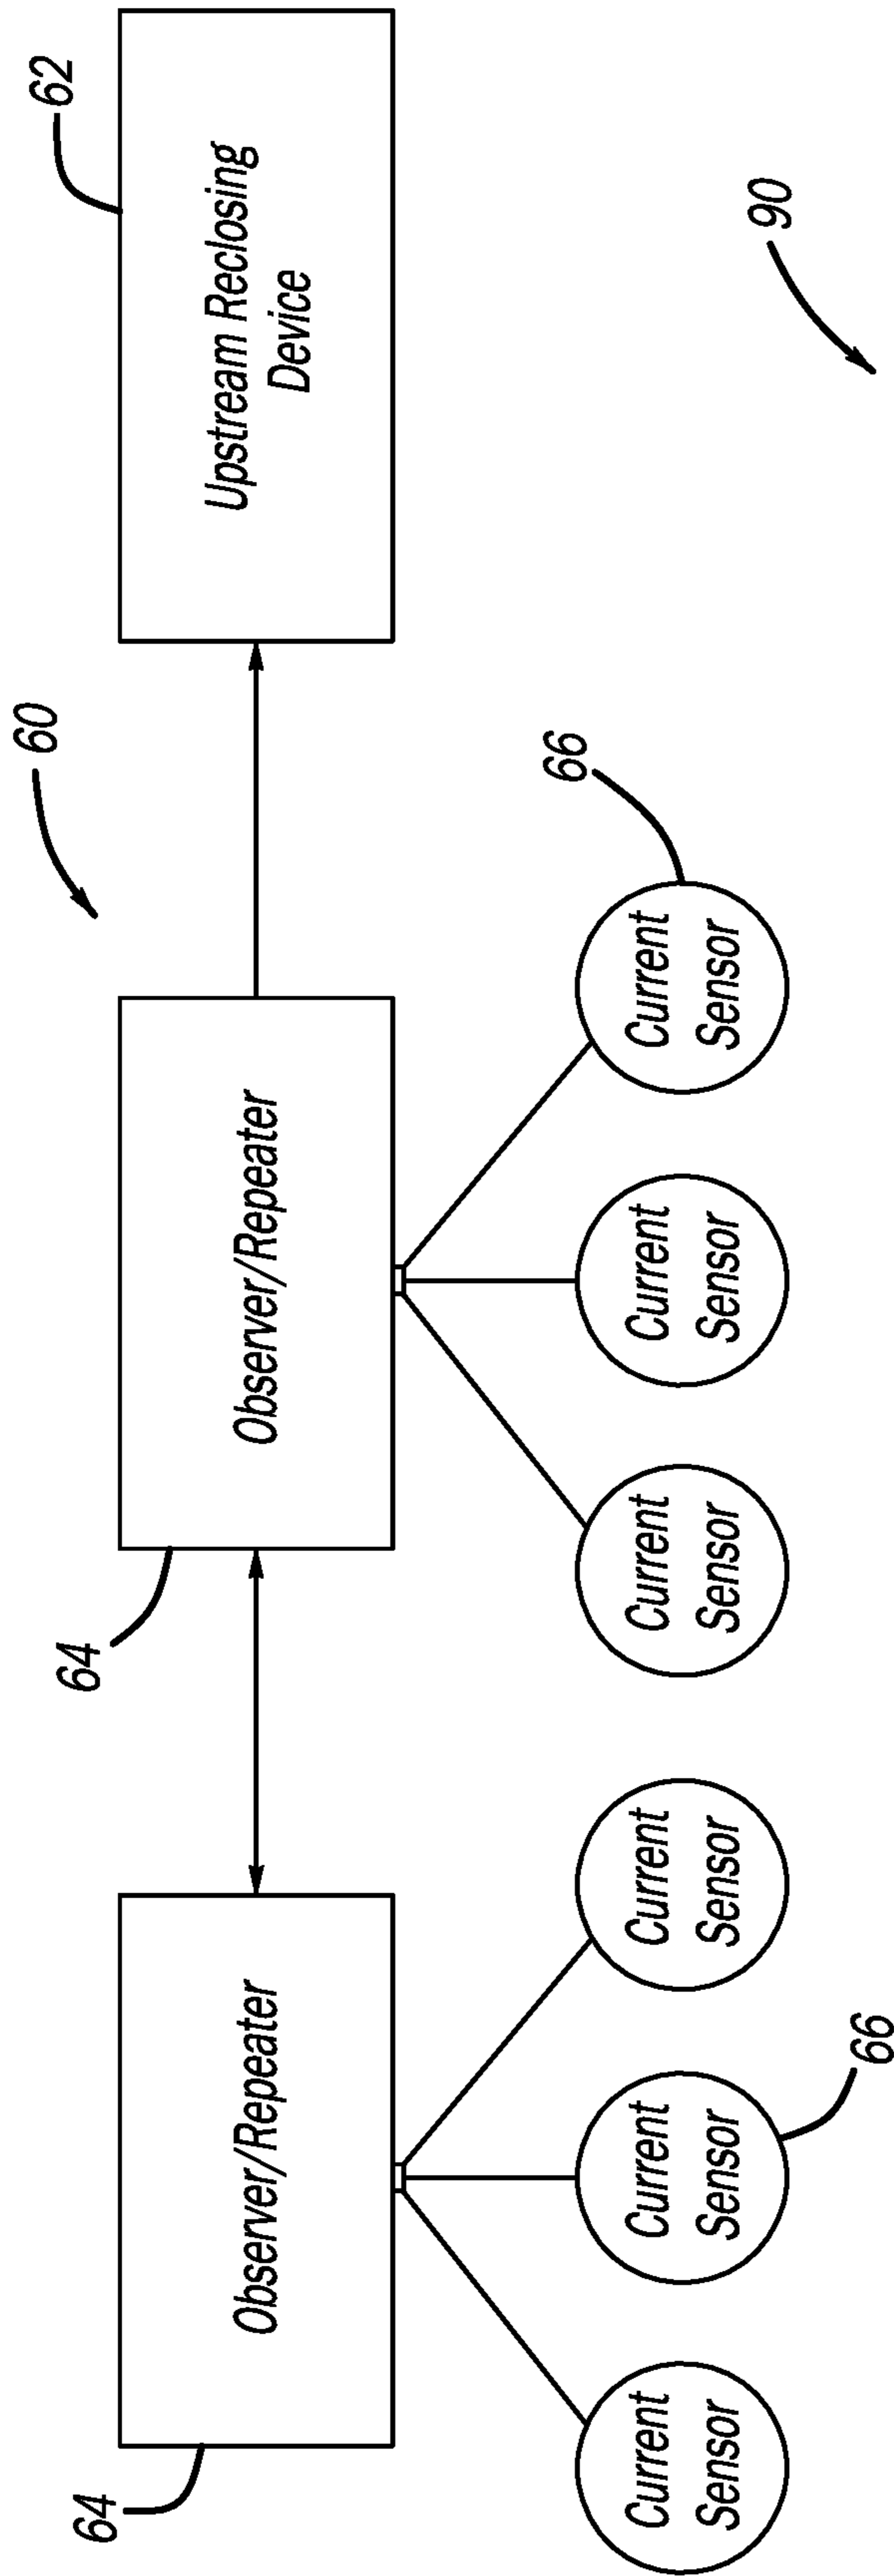 60
62
64
Observer/Repeater
64
Observer/Repeater
Upstream Reclosing
Device
66
Current
Sensor
Current
Sensor
Current
Sensor
Current
Sensor
Current
Sensor
Current
Sensor
66
90